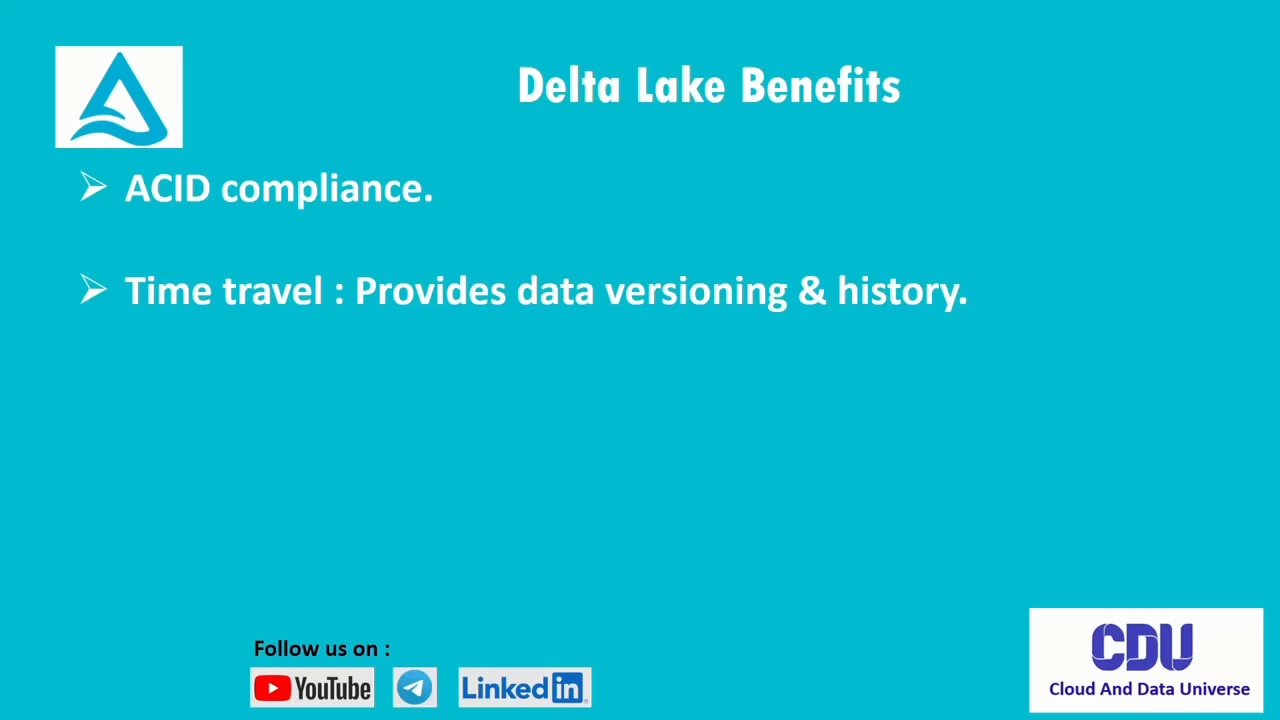 Delta Lake Benefits
ACID compliance.
Time travel : Provides data versioning & history.
Follow us on :
YouTube
Linked in
CDU
Cloud And Data Universe